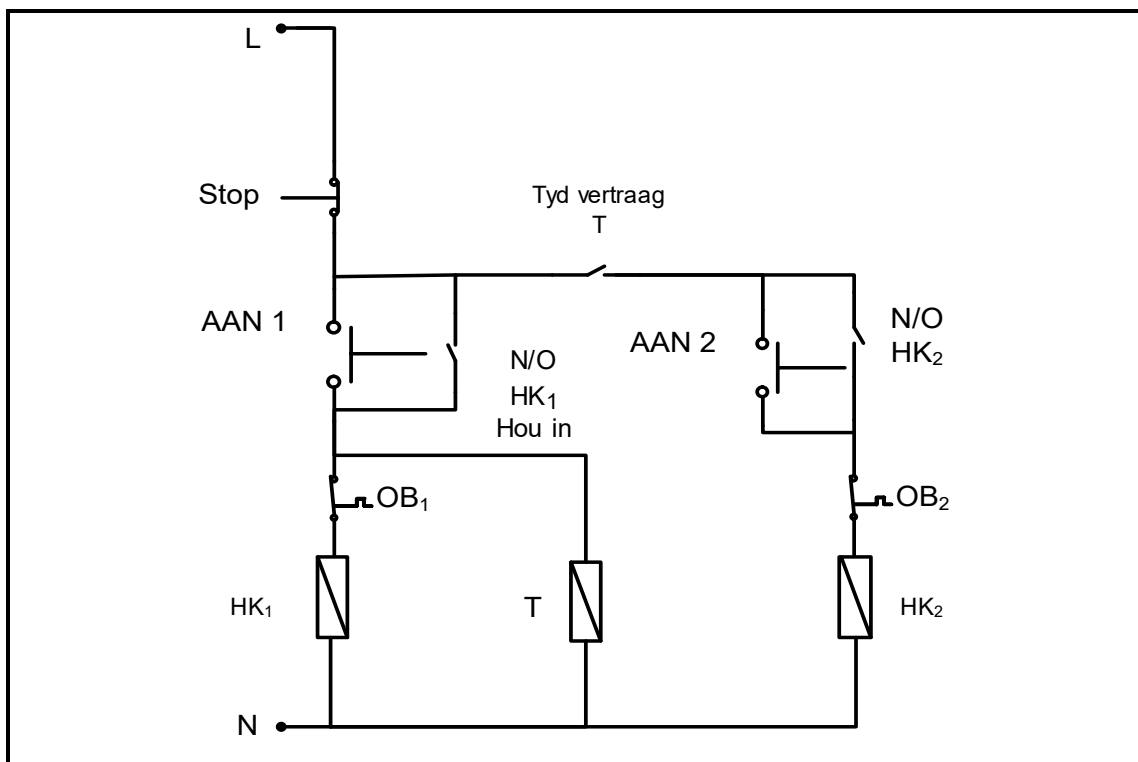 L
Stop
Tyd vertraag
T
AAN 1
N/O
HK₁
Hou in
AAN 2
N/O
HK₂
OB₁
OB₂
HK₁
T
HK₂
N